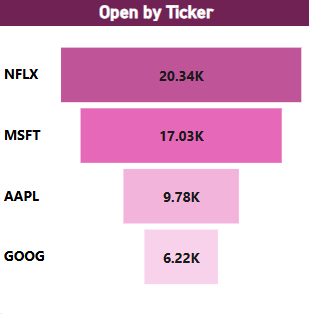 Open by Ticker
NFLX 20.34K
MSFT 17.03K
AAPL 9.78K
GOOG 6.22K